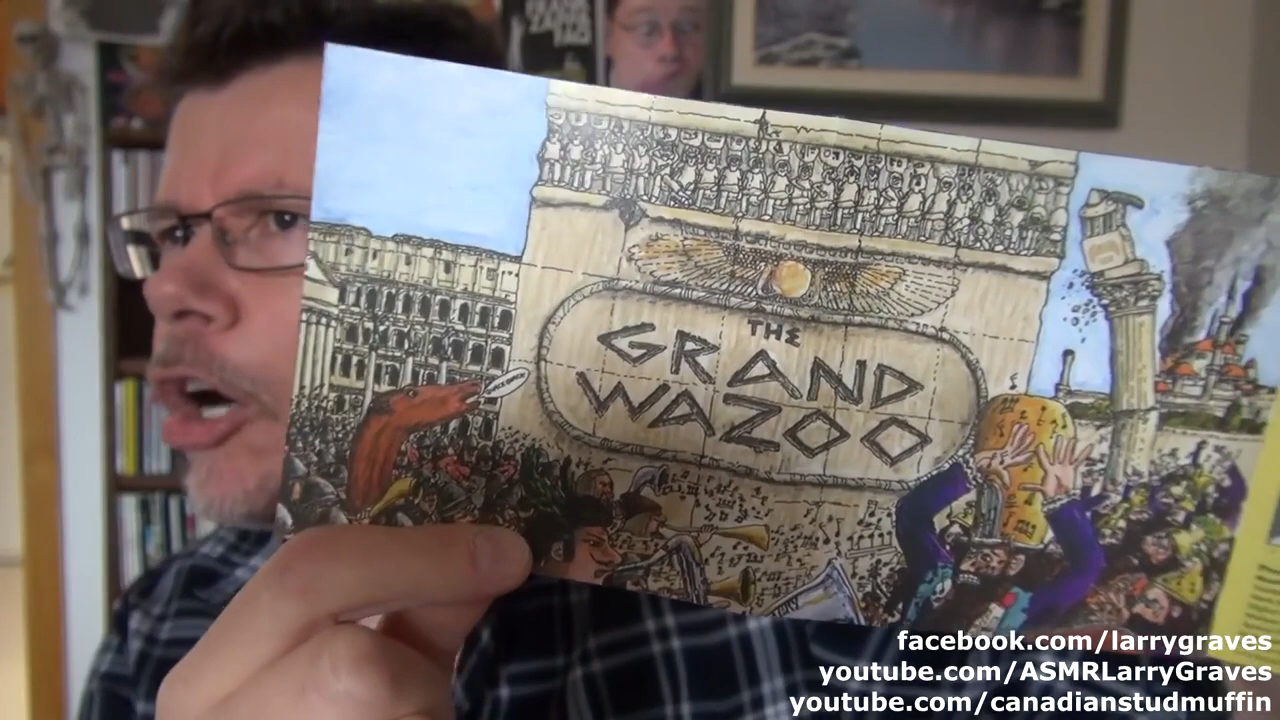 THE
GRAND
WAZOO
facebook.com/larrygraves
youtube.com/ASMRLarryGraves
youtube.com/canadianstudmuffin